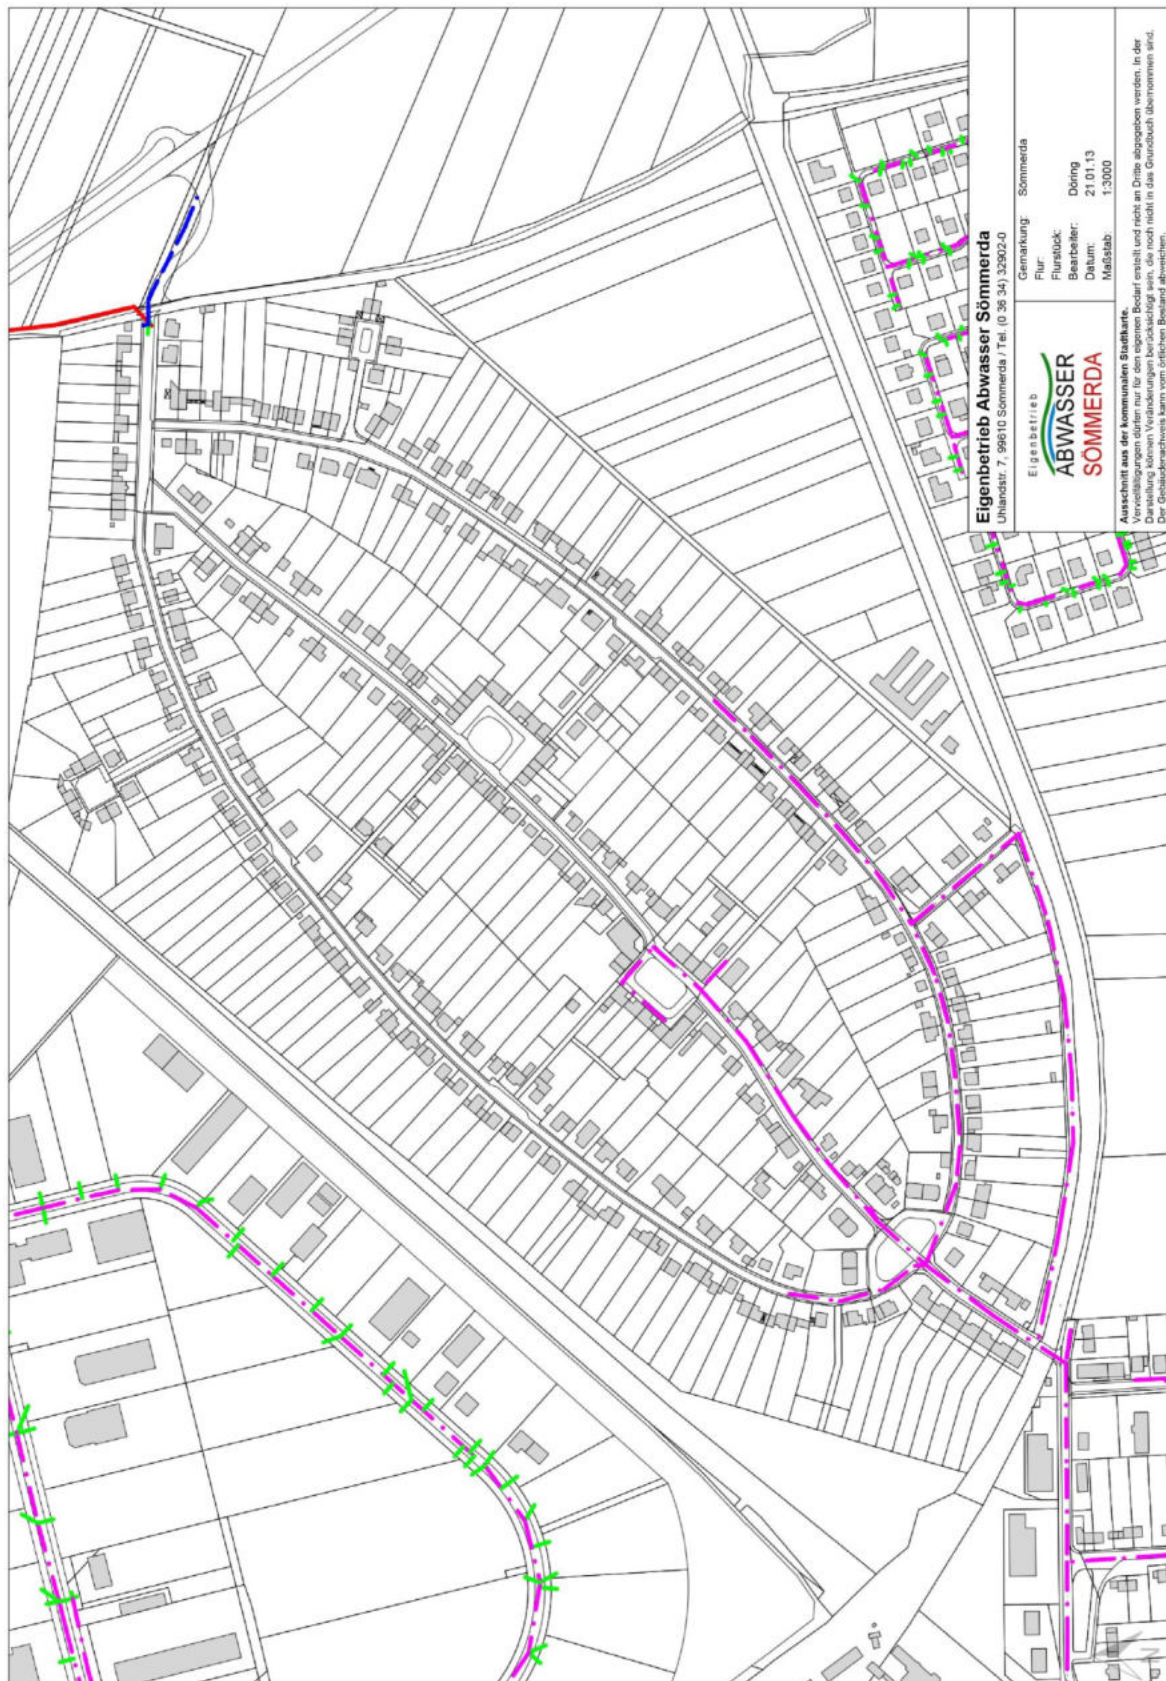 Eigenbetrieb Abwasser Sömmerda
Uhlandstr. 7, 99610 Sömmerda / Tel. (0 36 34) 32902-0
Eigenbetrieb
ABWASSER
SÖMMERDA
Gemarkung: Sömmerda
Flur:
Flurstück:
Bearbeiter: Döring
Datum: 21.01.13
Maßstab: 1:3000
Ausschnitt aus der kommunalen Stadtkarte.
Vervielfältigungen dürfen nur für den eigenen Bedarf erstellt und nicht an Dritte abgegeben werden. In der
Darstellung können Veränderungen berücksichtigt sein, die noch nicht in das Grundbuch übernommen sind.
Der Gebäudenachweis kann vom örtlichen Bestand abweichen.